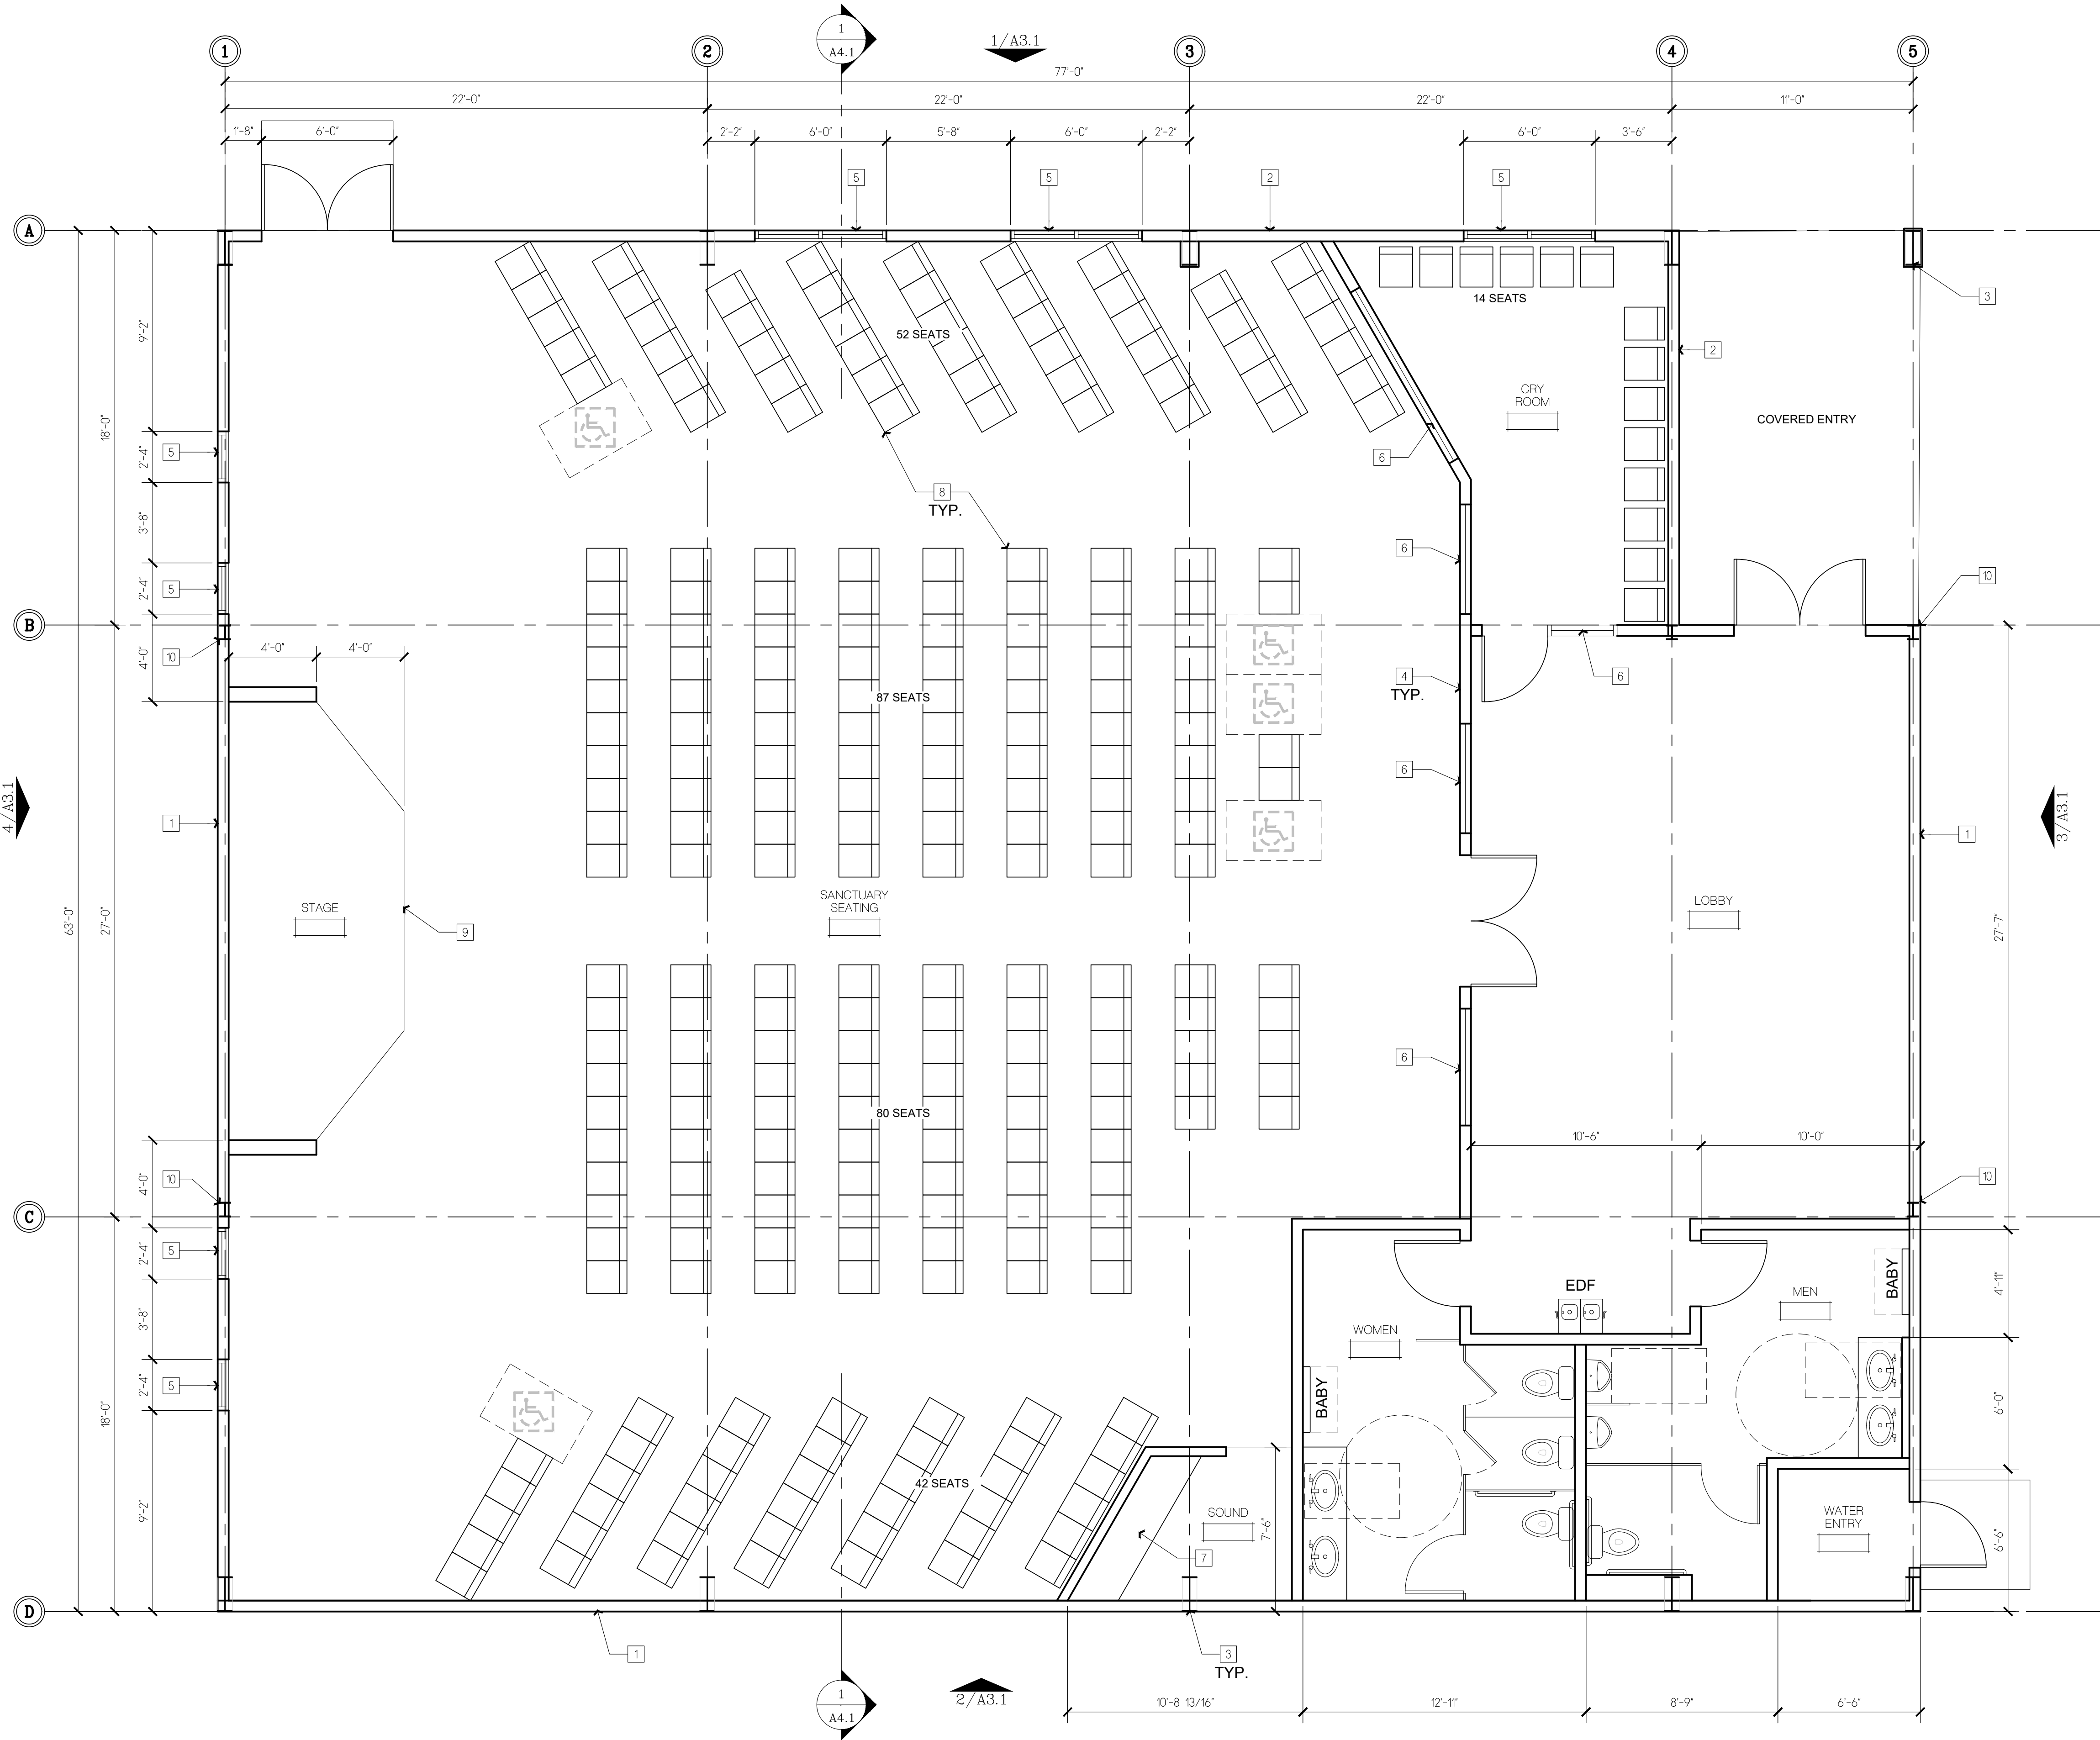 1
A4.1
1/A3.1
1
2
3
4
5
77'-0"
22'-0"
22'-0"
22'-0"
11'-0"
1'-8"
6'-0"
2'-2"
6'-0"
5'-8"
6'-0"
2'-2"
6'-0"
3'-6"
5
5
2
5
A
3
14 SEATS
52 SEATS
9'-2"
2
CRY
ROOM
COVERED ENTRY
18'-0"
5
2'-4"
6
8
TYP.
3'-8"
6
10
5
2'-4"
B
10
4'-0"
4'-0"
4'-0"
4
TYP.
6
87 SEATS
6
4/A3.1
1
3/A3.1
1
SANCTUARY
SEATING
STAGE
LOBBY
9
63'-0"
27'-0"
27'-7"
6
80 SEATS
10'-6"
10'-0"
10
4'-0"
10
C
5
2'-4"
3'-8"
EDF
MEN
BABY
4'-11"
WOMEN
BABY
5
2'-4"
18'-0"
6'-0"
42 SEATS
9'-2"
SOUND
7'-6"
7
WATER
ENTRY
6'-6"
D
1
3
TYP.
1
A4.1
2/A3.1
10'-8 13/16"
12'-11"
8'-9"
6'-6"